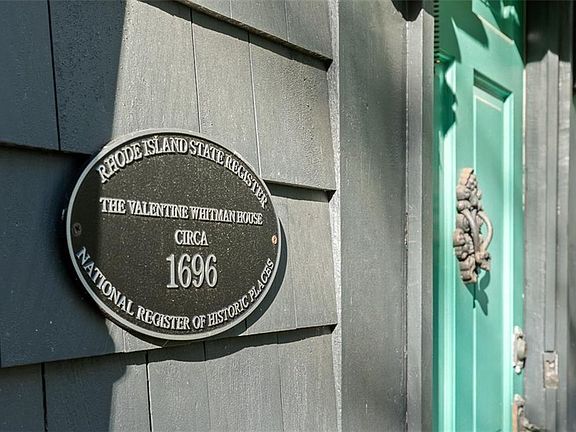 RHODE ISLAND STATE REGISTER
THE VALENTINE WHITMAN HOUSE
CIRCA
1696
NATIONAL REGISTER OF HISTORIC PLACES